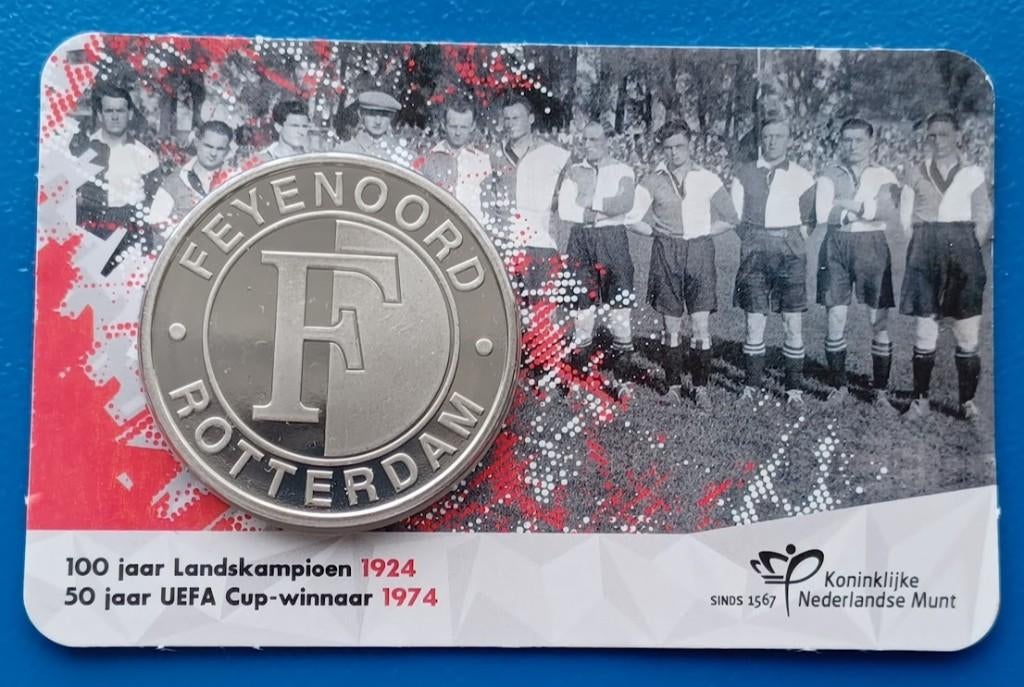 FEYENOORD
F
ROTTERDAM
100 jaar Landskampioen 1924
50 jaar UEFA Cup-winnaar 1974
SINDS 1567
Koninklijke
Nederlandse Munt